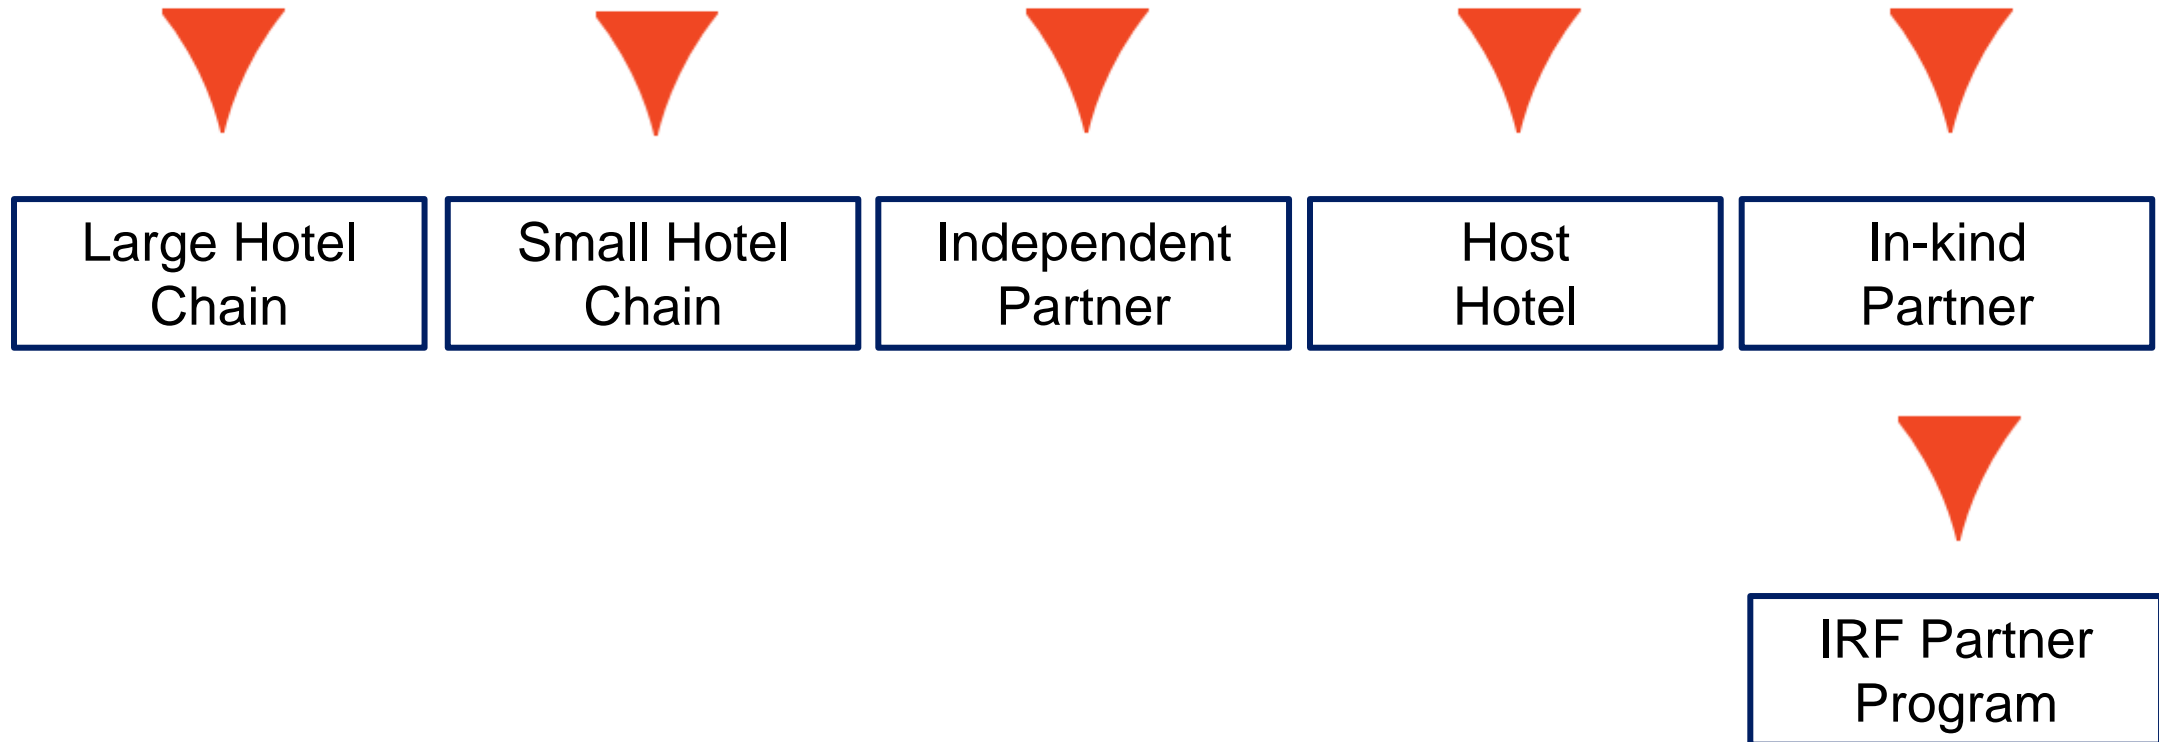 Large Hotel
Chain
Small Hotel
Chain
Independent
Partner
Host
Hotel
In-kind
Partner
IRF Partner
Program